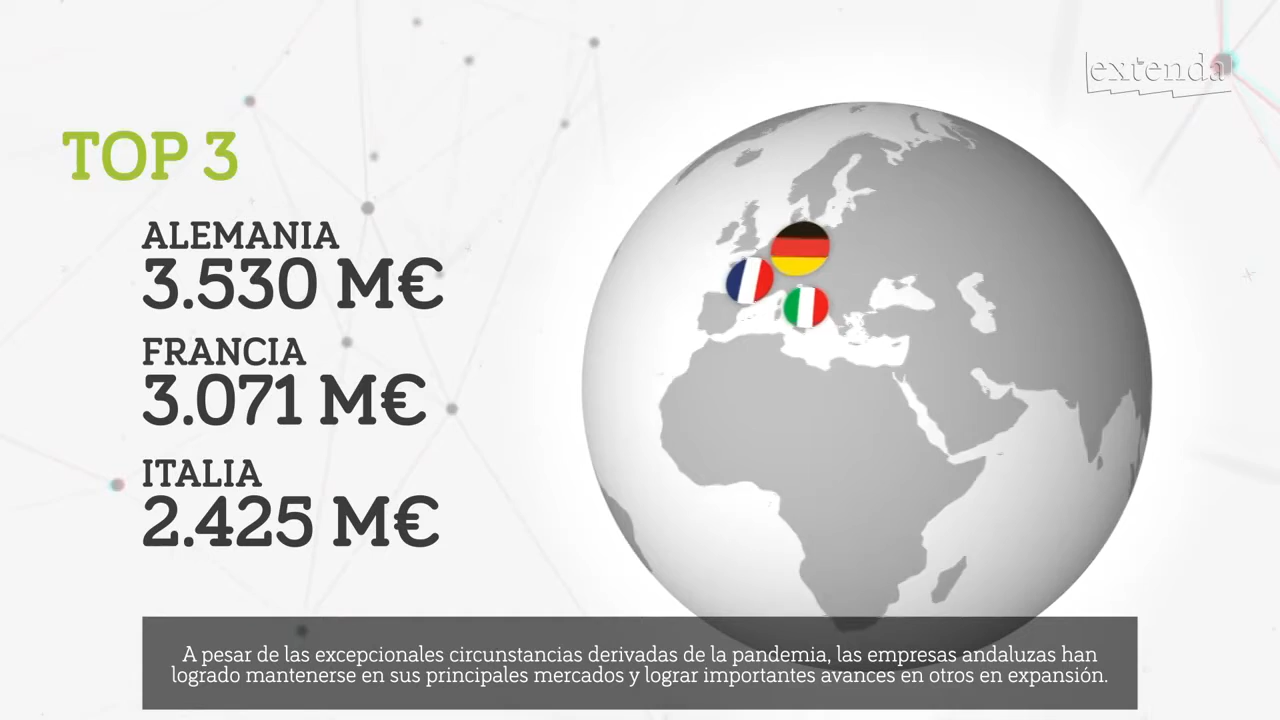 extenda
TOP 3
ALEMANIA
3.530 M€
FRANCIA
3.071 M€
ITALIA
2.425 M€
A pesar de las excepcionales circunstancias derivadas de la pandemia, las empresas andaluzas han
logrado mantenerse en sus principales mercados y lograr importantes avances en otros en expansión.